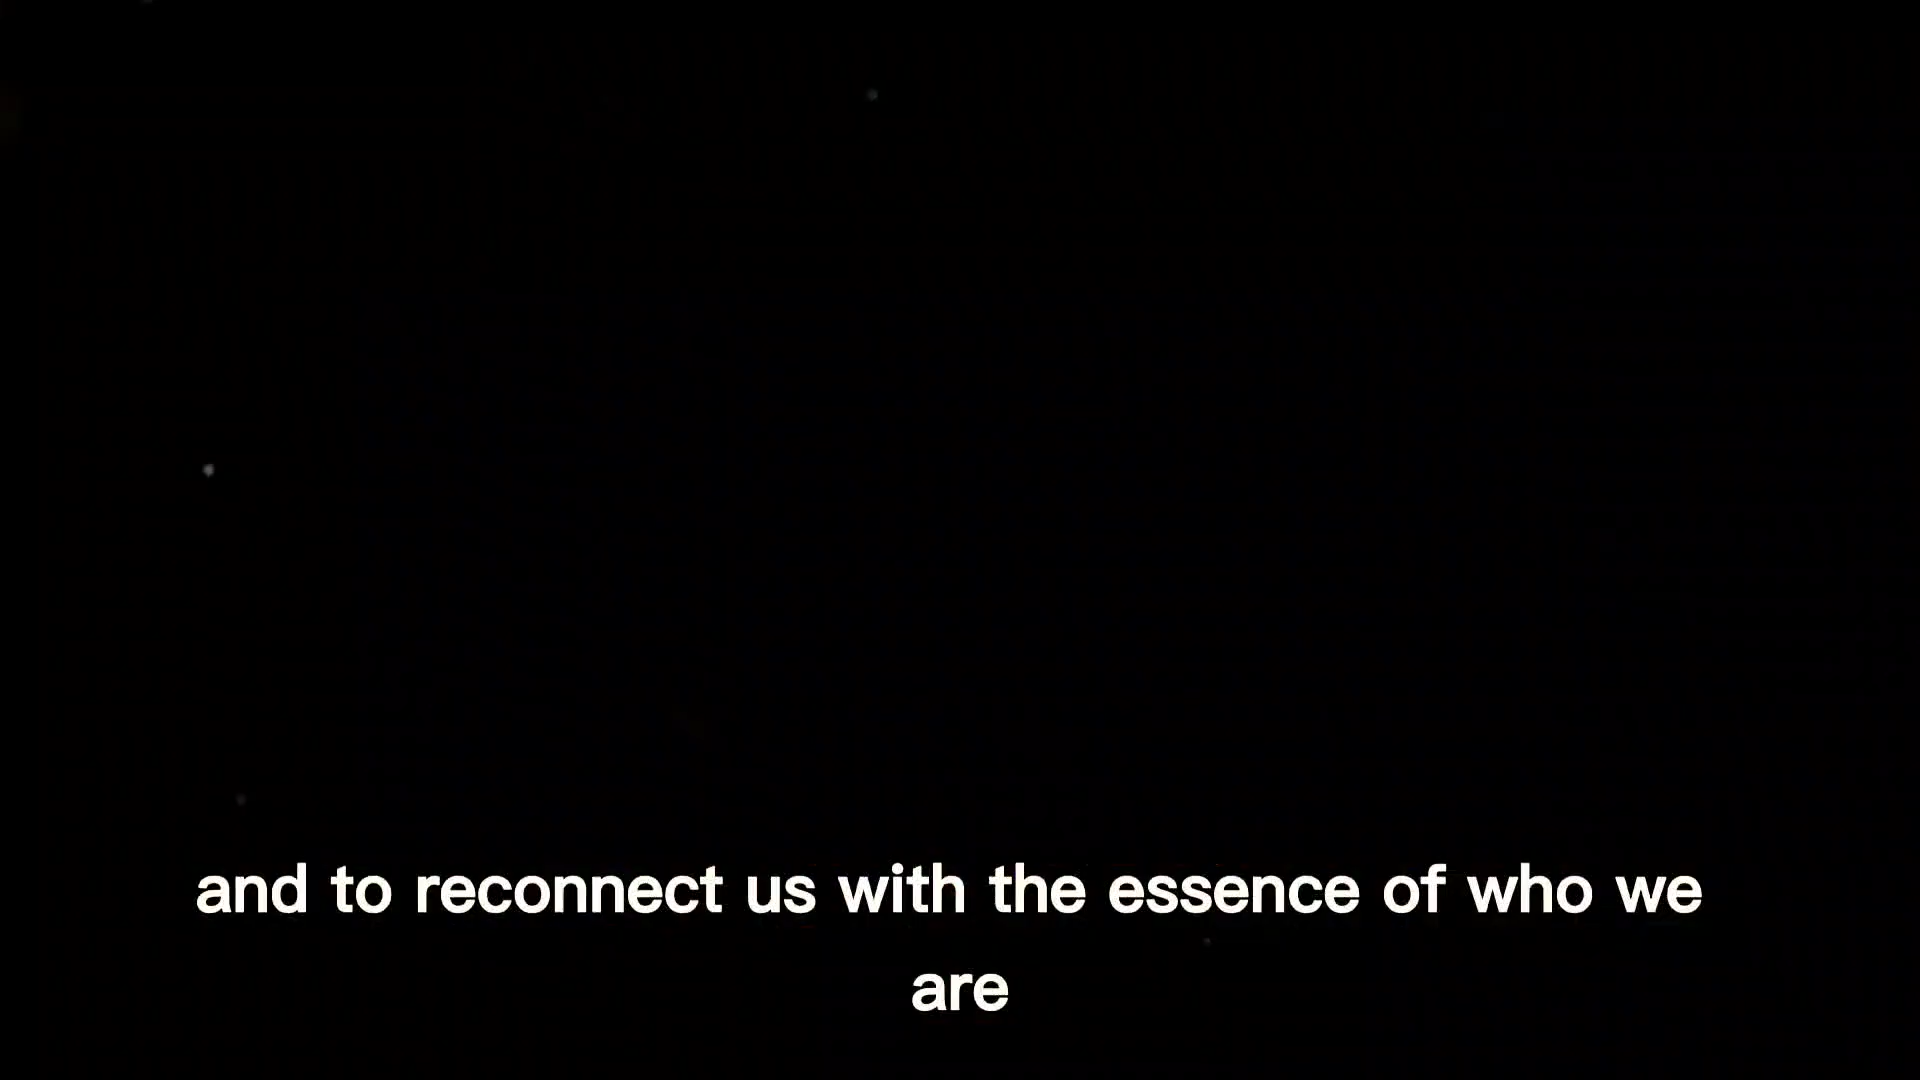 and to reconnect us with the essence of who we
are